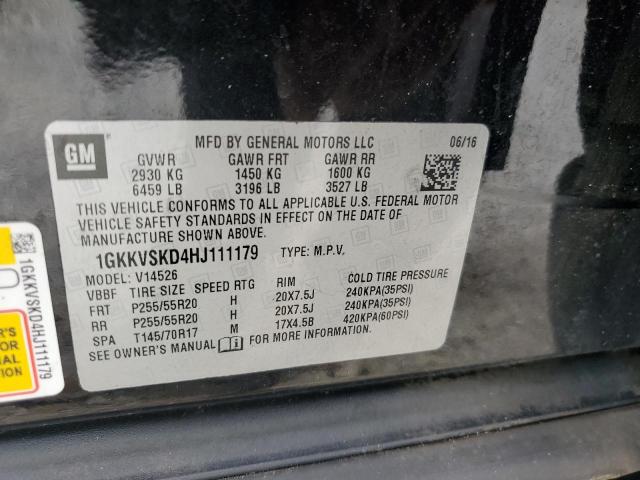 GM
MFD BY GENERAL MOTORS LLC 06/16
GVWR GAWR FRT GAWR RR
2930 KG 1450 KG 1600 KG
6459 LB 3196 LB 3527 LB
THIS VEHICLE CONFORMS TO ALL APPLICABLE U.S. FEDERAL MOTOR
VEHICLE SAFETY STANDARDS IN EFFECT ON THE DATE OF
MANUFACTURE SHOWN ABOVE.
1GKKVSKD4HJ111179 TYPE: M.P.V.
MODEL: V14526
VBBF TIRE SIZE SPEED RTG RIM COLD TIRE PRESSURE
FRT P255/55R20 H 20X7.5J 240KPA(35PSI)
RR P255/55R20 H 20X7.5J 240KPA(35PSI)
SPA T145/70R17 M 17X4.5B 420KPA(60PSI)
SEE OWNER'S MANUAL FOR MORE INFORMATION
1GKKVSKD4HJ111179